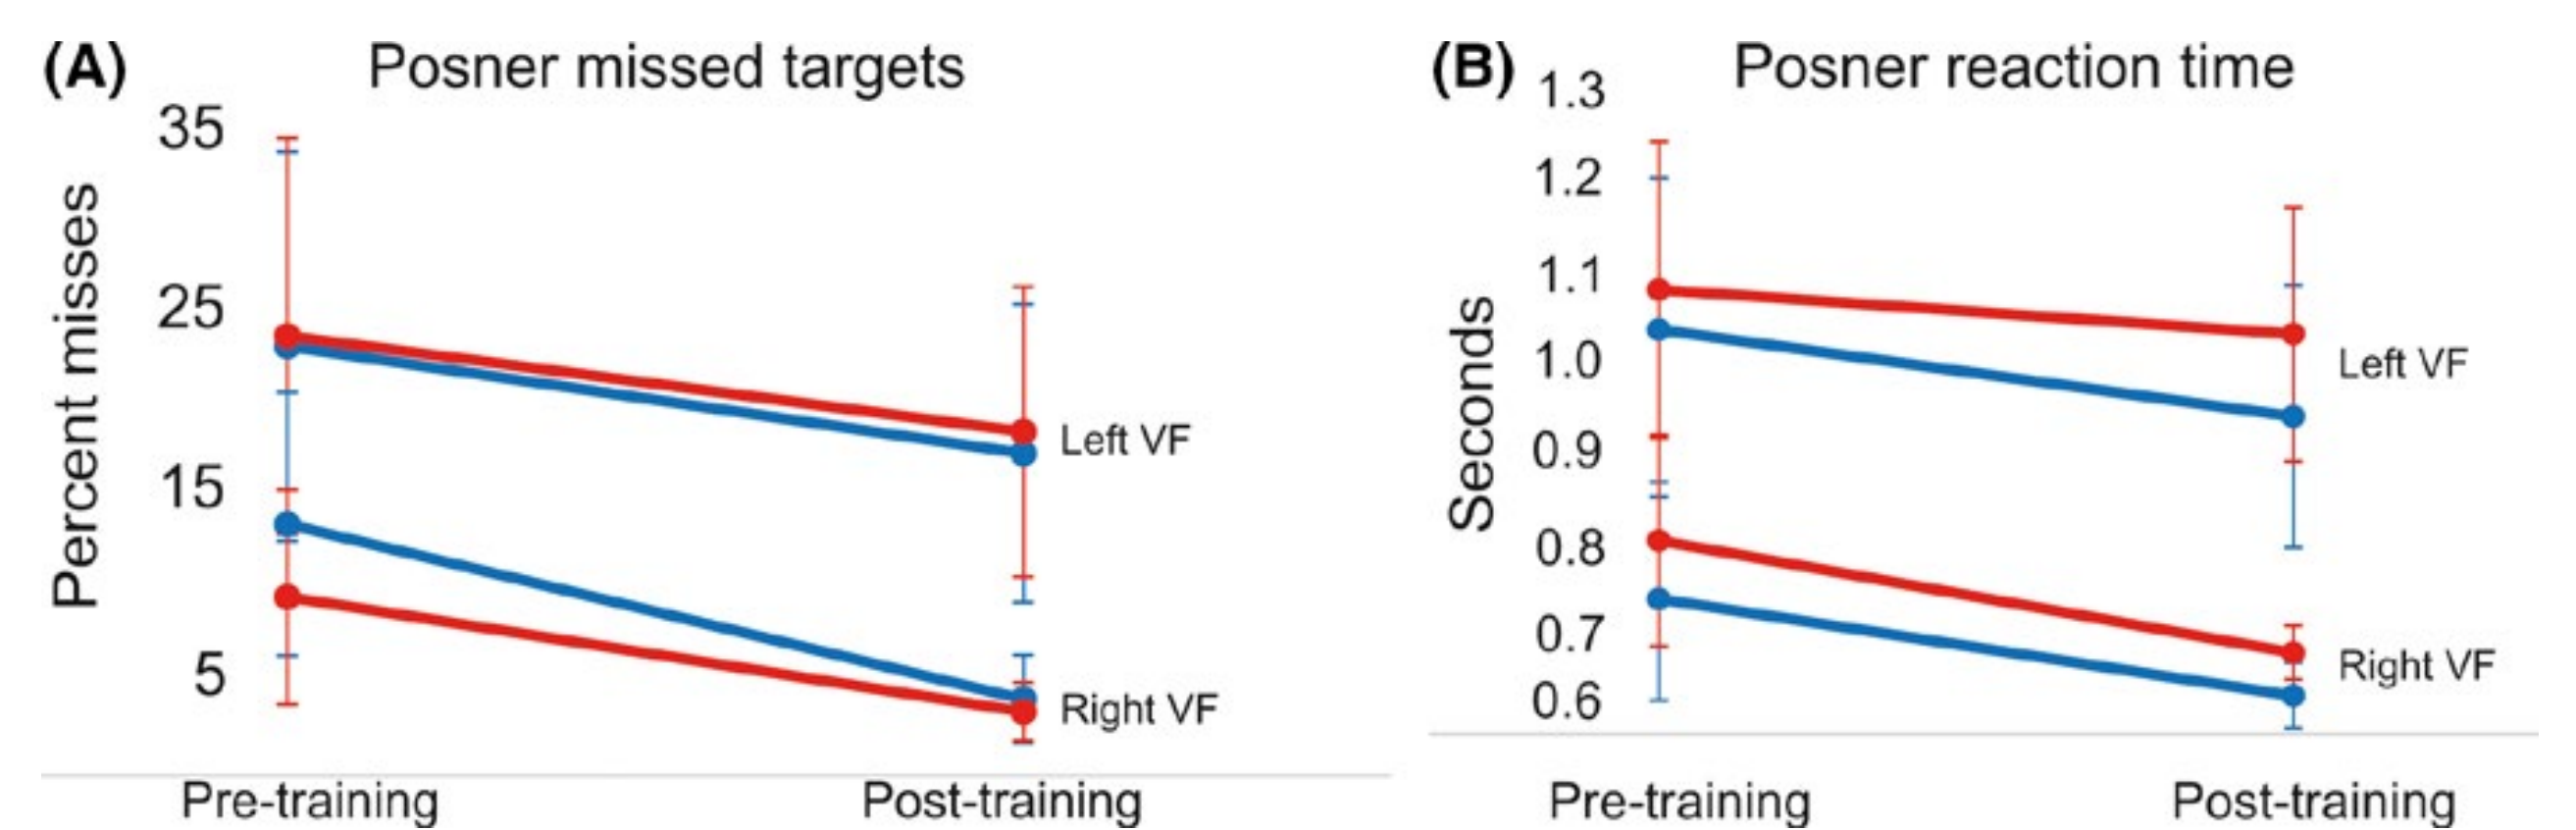 (A) Posner missed targets
35
25
15
5
Percent misses
Left VF
Right VF
Pre-training Post-training
(B) Posner reaction time
1.3
1.2
1.1
1.0
0.9
0.8
0.7
0.6
Seconds
Left VF
Right VF
Pre-training Post-training